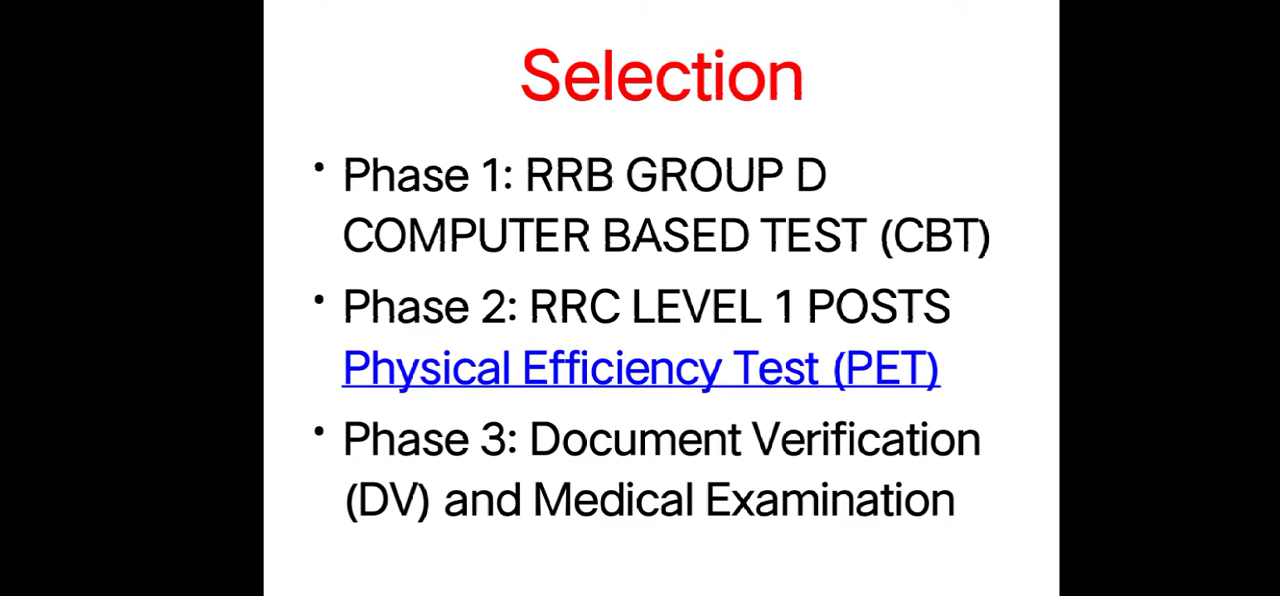 Selection
• Phase 1: RRB GROUP D
COMPUTER BASED TEST (CBT)
• Phase 2: RRC LEVEL 1 POSTS
Physical Efficiency Test (PET)
• Phase 3: Document Verification
(DV) and Medical Examination